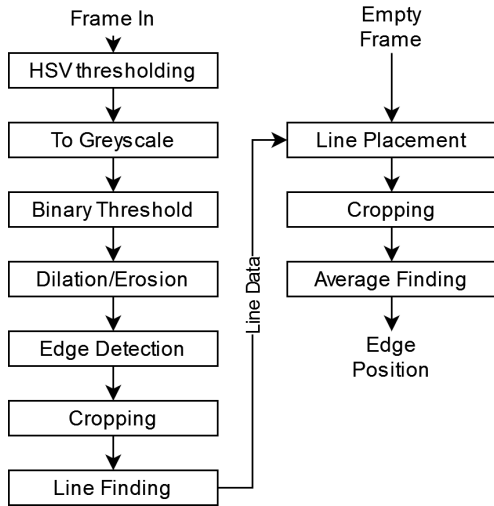 Frame In
HSV thresholding
To Greyscale
Binary Threshold
Dilation/Erosion
Edge Detection
Cropping
Line Finding
Line Data
Empty
Frame
Line Placement
Cropping
Average Finding
Edge
Position